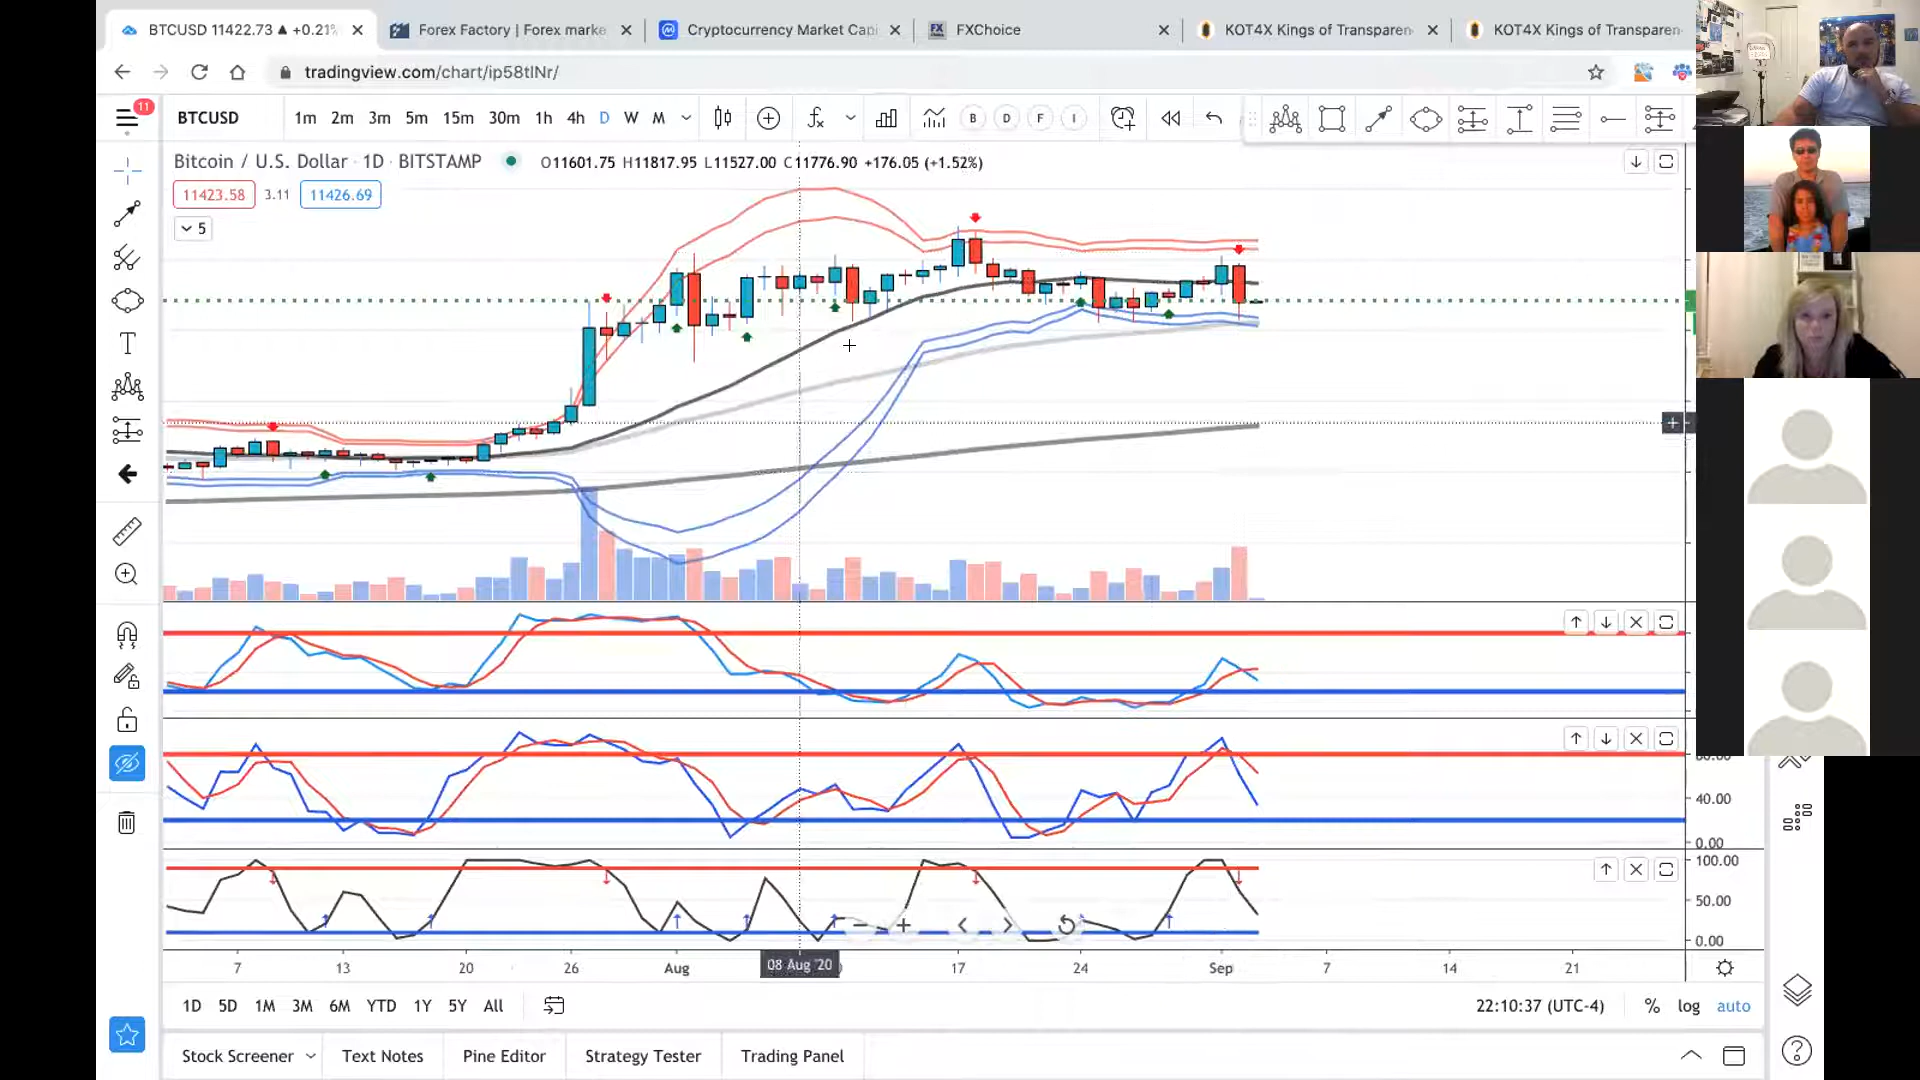 BTCUSD 11422.73 ▲ +0.21%
Forex Factory | Forex marke
Cryptocurrency Market Capi
FXChoice
KOT4X Kings of Transparen
KOT4X Kings of Transparen
tradingview.com/chart/ip58tlNr/
11
BTCUSD
1m 2m 3m 5m 15m 30m 1h 4h D W M
B D F I
Bitcoin / U.S. Dollar · 1D · BITSTAMP
O11601.75 H11817.95 L11527.00 C11776.90 +176.05 (+1.52%)
11423.58 3.11 11426.69
5
40.00
0.00
100.00
50.00
0.00
7 13 20 26 Aug 08 Aug '20 17 24 Sep 7 14 21
1D 5D 1M 3M 6M YTD 1Y 5Y All
22:10:37 (UTC-4)
% log auto
Stock Screener
Text Notes
Pine Editor
Strategy Tester
Trading Panel